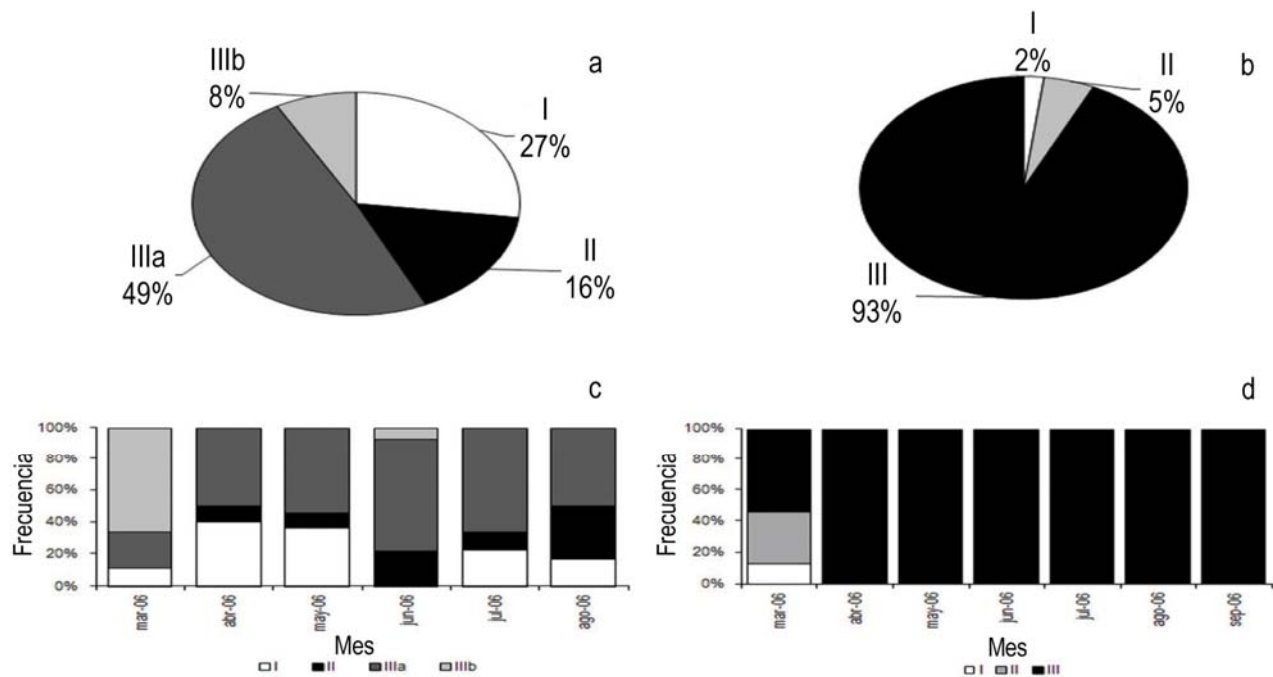 a
IIIb
8%
I
27%
IIIa
49%
II
16%
b
I
2%
II
5%
III
93%
c
Frecuencia
100%
80%
60%
40%
20%
0%
mar-06
abr-06
may-06
jun-06
jul-06
ago-06
Mes
I II IIIa IIIb
d
Frecuencia
100%
80%
60%
40%
20%
0%
mar-06
abr-06
may-06
jun-06
jul-06
ago-06
sep-06
Mes
I II III